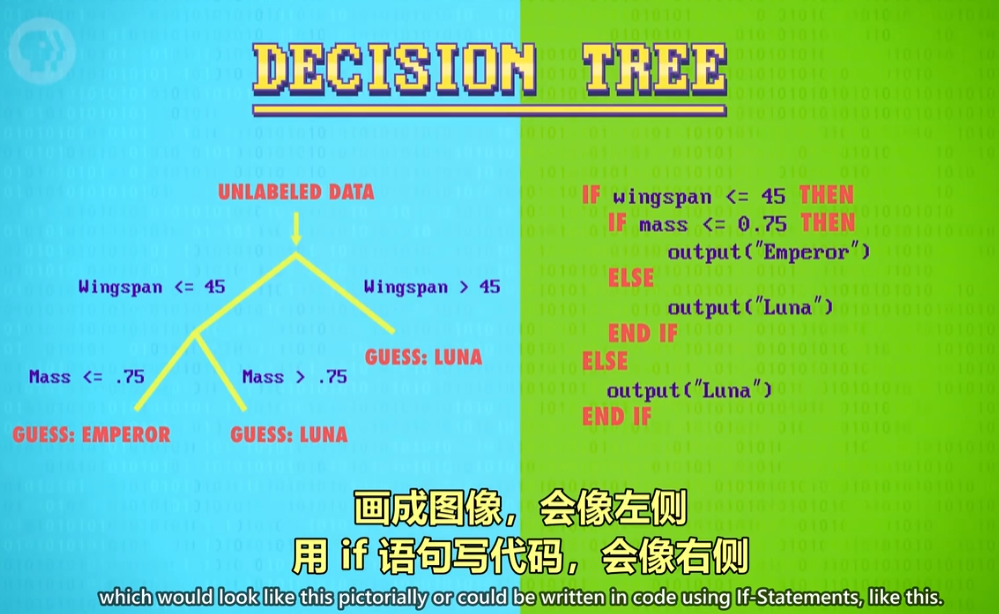 DECISION TREE
UNLABELED DATA
Wingspan <= 45
Wingspan > 45
GUESS: LUNA
Mass <= .75
Mass > .75
GUESS: EMPEROR
GUESS: LUNA
IF wingspan <= 45 THEN
IF mass <= 0.75 THEN
output("Emperor")
ELSE
output("Luna")
END IF
ELSE
output("Luna")
END IF
画成图像，会像左侧
用 if 语句写代码，会像右侧
which would look like this pictorially or could be written in code using If-Statements, like this.